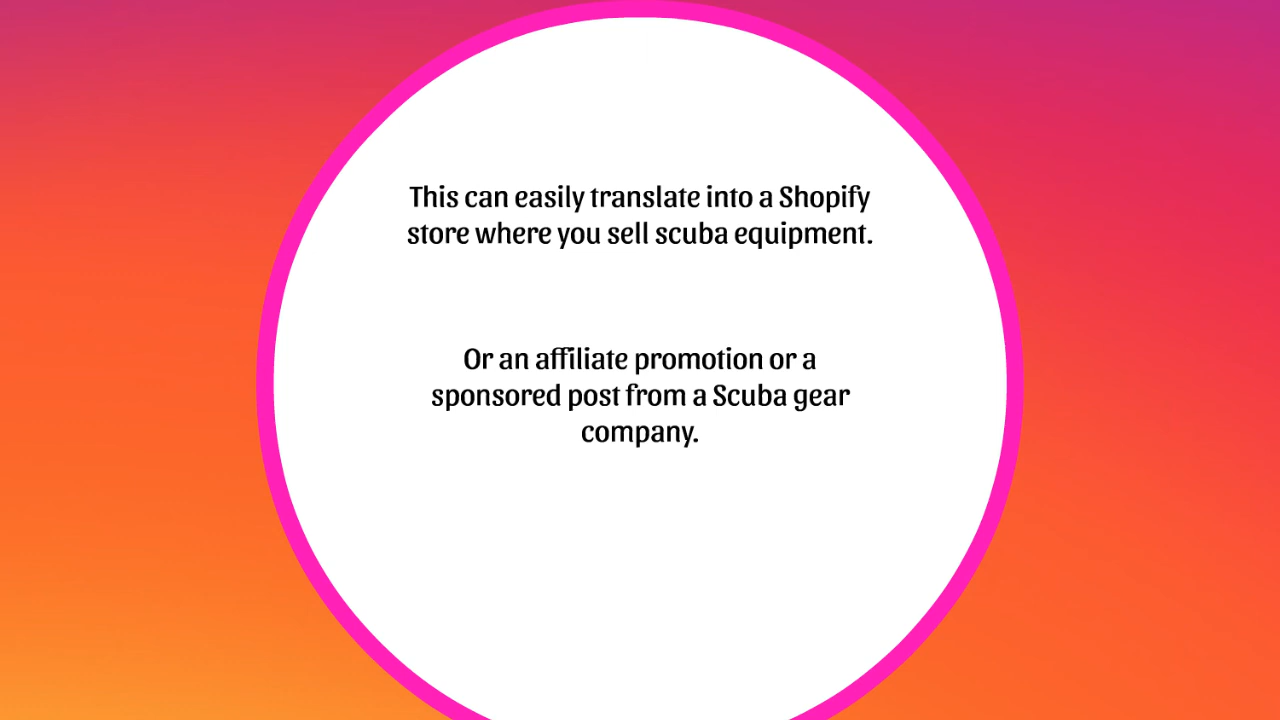 This can easily translate into a Shopify
store where you sell scuba equipment.
Or an affiliate promotion or a
sponsored post from a Scuba gear
company.